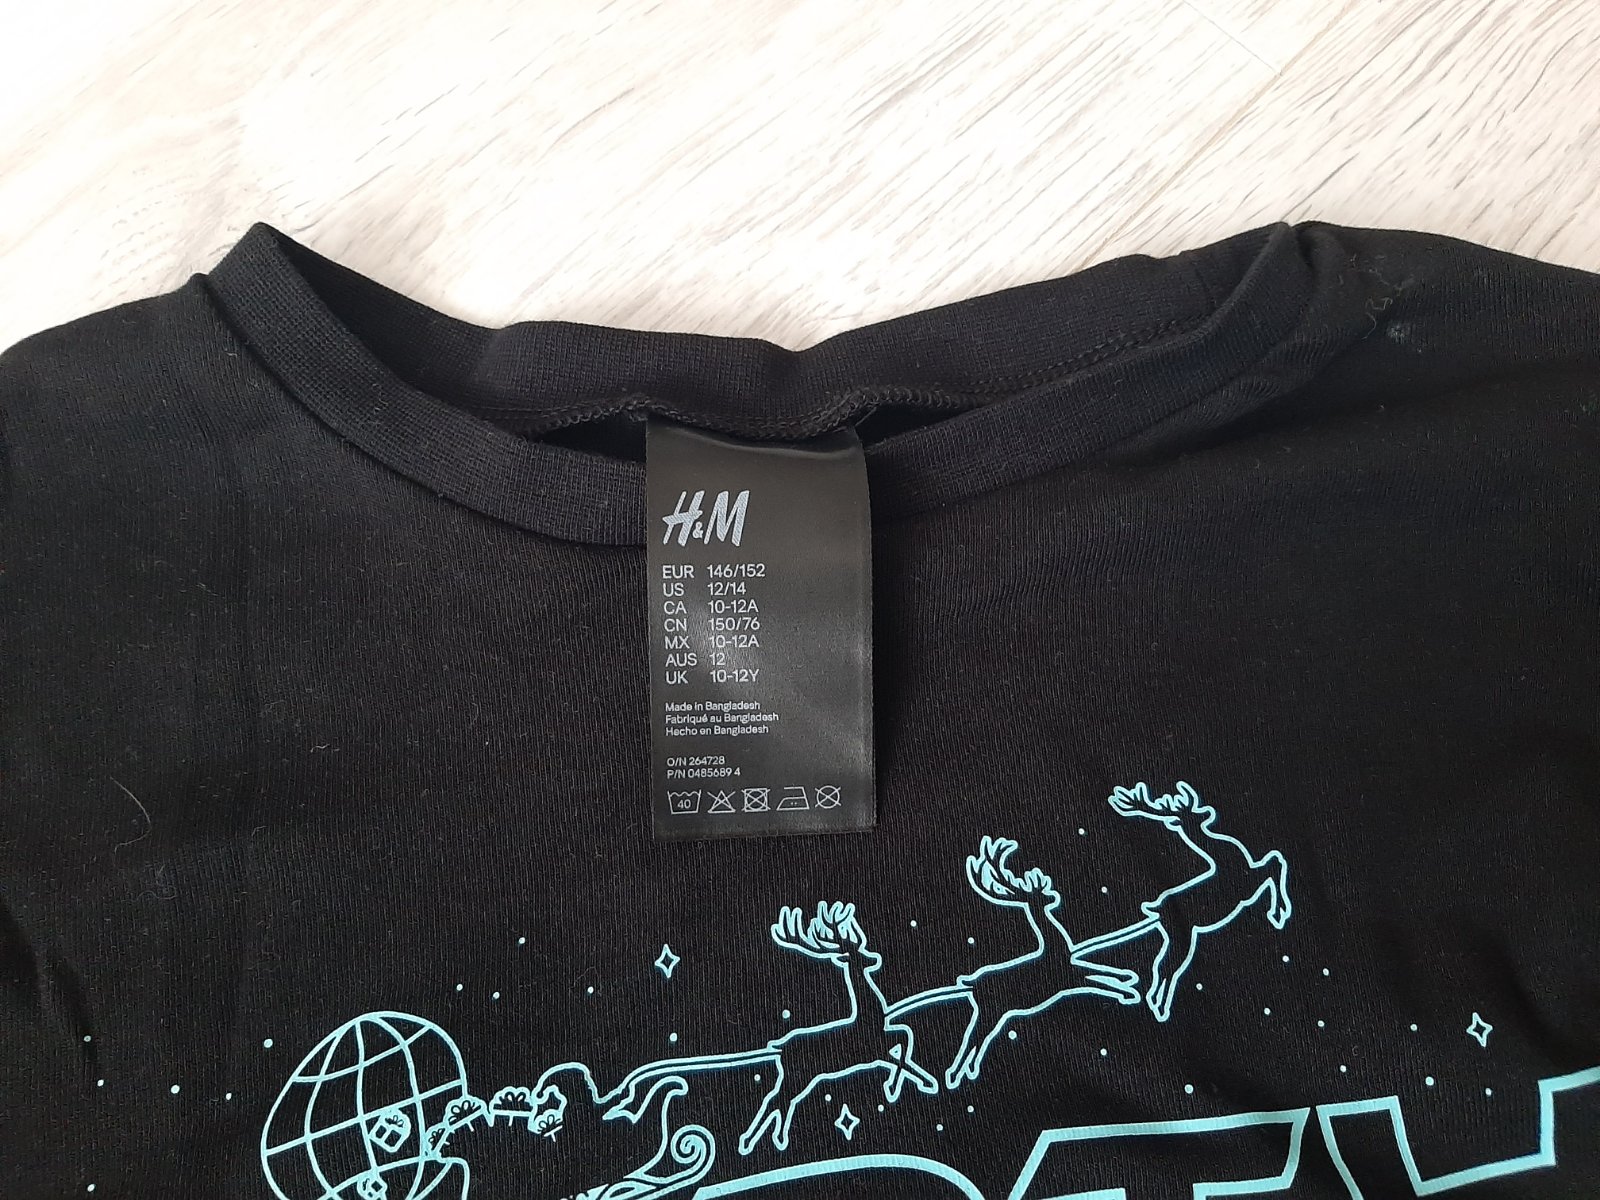 H&M
EUR 146/152
US 12/14
CA 10-12A
CN 150/76
MX 10-12A
AUS 12
UK 10-12Y
Made in Bangladesh
Fabriqué au Bangladesh
Hecho en Bangladesh
O/N 264728
P/N 0485689 4
40